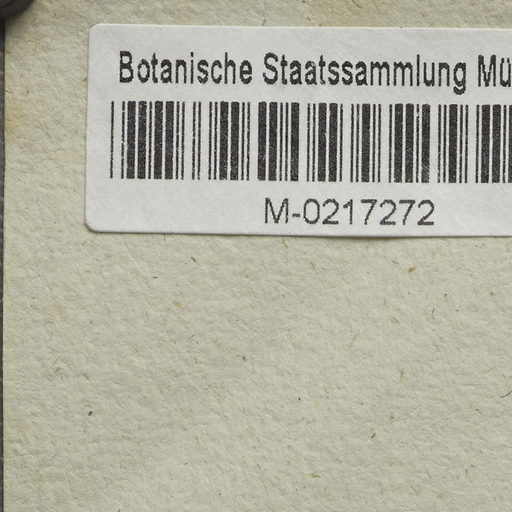 Botanische Staatssammlung Mü
M-0217272